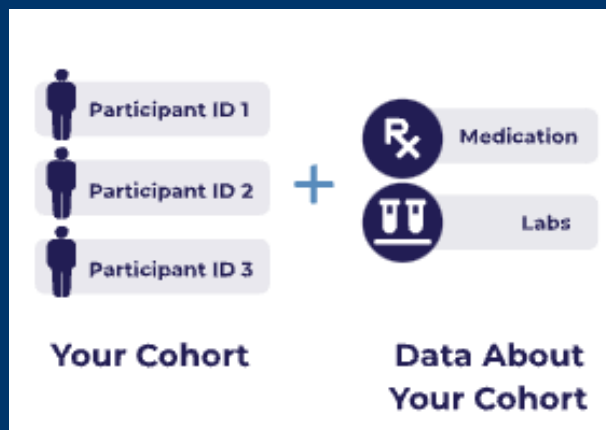 Participant ID 1
Participant ID 2
Participant ID 3
+
Rx
Medication
Labs
Your Cohort
Data About
Your Cohort